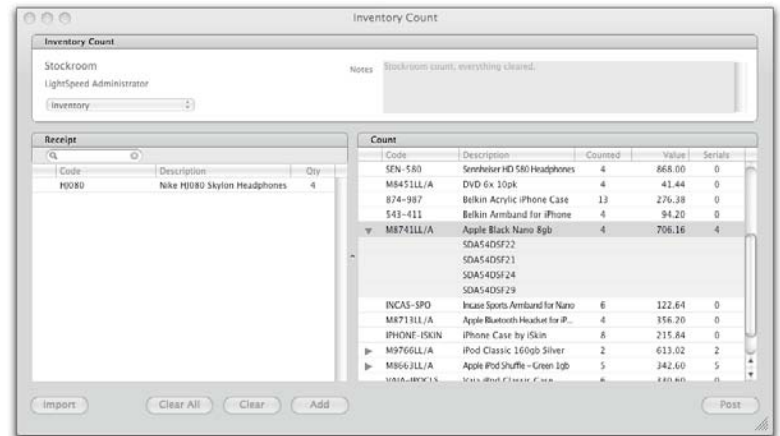 Inventory Count
Inventory Count
Stockroom
LightSpeed Administrator
Inventory
Notes Stockroom count, everything cleared.
Receipt
Code Description Qty
HJ080 Nike HJ080 Skylon Headphones 4
Count
Code Description Counted Value Serials
SEN-580 Sennheiser HD 580 Headphones 4 868.00 0
M8451LL/A DVD 6x 10pk 4 41.44 0
874-987 Belkin Acrylic iPhone Case 13 276.38 0
543-411 Belkin Armband for iPhone 4 94.20 0
M8741LL/A Apple Black Nano 8gb 4 706.16 4
SDA54DSF22
SDA54DSF21
SDA54DSF24
SDA54DSF29
INCAS-SPO Incase Sports Armband for Nano 6 122.64 0
M8713LL/A Apple Bluetooth Headset for iP... 4 356.20 0
IPHONE-ISKIN iPhone Case by iSkin 8 215.84 0
M9766LL/A iPod Classic 160gb Silver 2 613.02 2
M8663LL/A Apple iPod Shuffle - Green 1gb 5 342.60 5
Import Clear All Clear Add Post